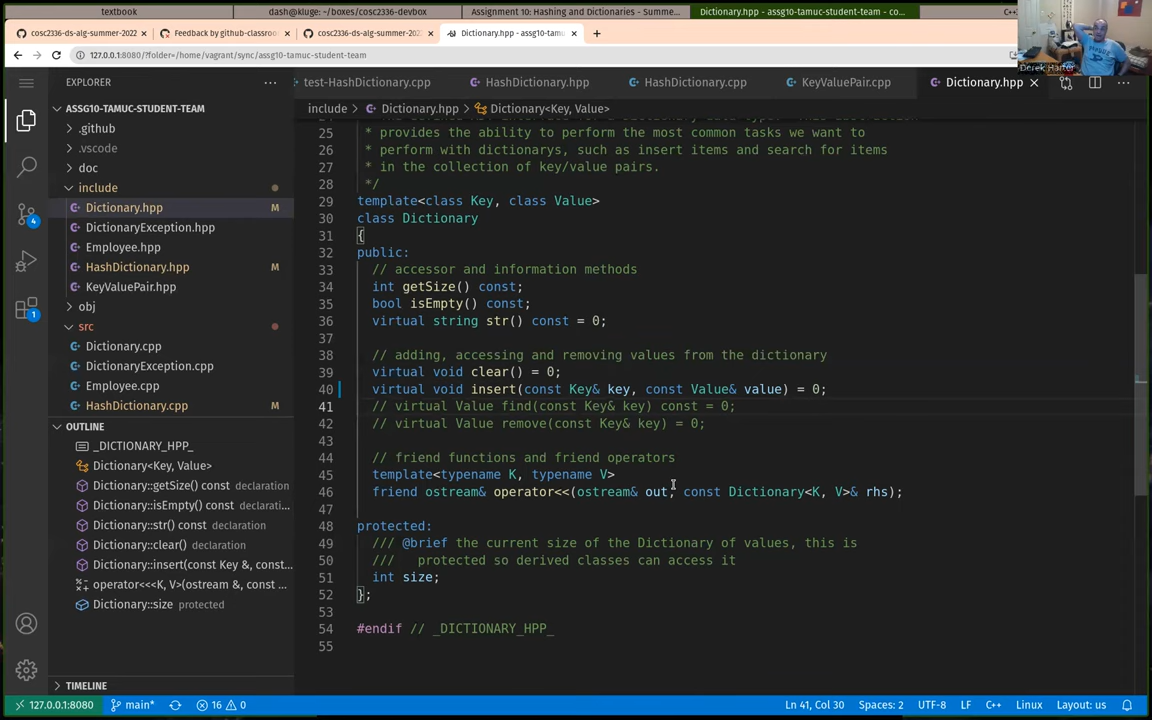 textbook
dash@kluge: ~/boxes/cosc2336-devbox
Assignment 10: Hashing and Dictionaries - Summe...
Dictionary.hpp - assg10-tamuc-student-team - co...
cosc2336-ds-alg-summer-2022
Feedback by github-classroo
cosc2336-ds-alg-summer-2022
Dictionary.hpp - assg10-tamuc-s
127.0.0.1:8080/?folder=/home/vagrant/sync/assg10-tamuc-student-team
Derek Harter
EXPLORER
test-HashDictionary.cpp
HashDictionary.hpp
HashDictionary.cpp
KeyValuePair.cpp
Dictionary.hpp
include > Dictionary.hpp > Dictionary<Key, Value>
ASSG10-TAMUC-STUDENT-TEAM
.github
.vscode
doc
include
Dictionary.hpp M
DictionaryException.hpp
Employee.hpp
HashDictionary.hpp M
KeyValuePair.hpp
obj
src
Dictionary.cpp
DictionaryException.cpp
Employee.cpp
HashDictionary.cpp M
OUTLINE
_DICTIONARY_HPP_
Dictionary<Key, Value>
Dictionary::getSize() const declaration
Dictionary::isEmpty() const declarati...
Dictionary::str() const declaration
Dictionary::clear() declaration
Dictionary::insert(const Key &, const...
operator<<<K, V>(ostream &, const ...
Dictionary::size protected
TIMELINE
25 * provides the ability to perform the most common tasks we want to
26 * perform with dictionarys, such as insert items and search for items
27 * in the collection of key/value pairs.
28 */
29 template<class Key, class Value>
30 class Dictionary
31 {
32 public:
33 // accessor and information methods
34 int getSize() const;
35 bool isEmpty() const;
36 virtual string str() const = 0;
37
38 // adding, accessing and removing values from the dictionary
39 virtual void clear() = 0;
40 virtual void insert(const Key& key, const Value& value) = 0;
41 // virtual Value find(const Key& key) const = 0;
42 // virtual Value remove(const Key& key) = 0;
43
44 // friend functions and friend operators
45 template<typename K, typename V>
46 friend ostream& operator<<(ostream& out, const Dictionary<K, V>& rhs);
47
48 protected:
49 /// @brief the current size of the Dictionary of values, this is
50 /// protected so derived classes can access it
51 int size;
52 };
53
54 #endif // _DICTIONARY_HPP_
55
4
1
127.0.0.1:8080
main*
16 0
Ln 41, Col 30
Spaces: 2
UTF-8
LF
C++
Linux
Layout: us